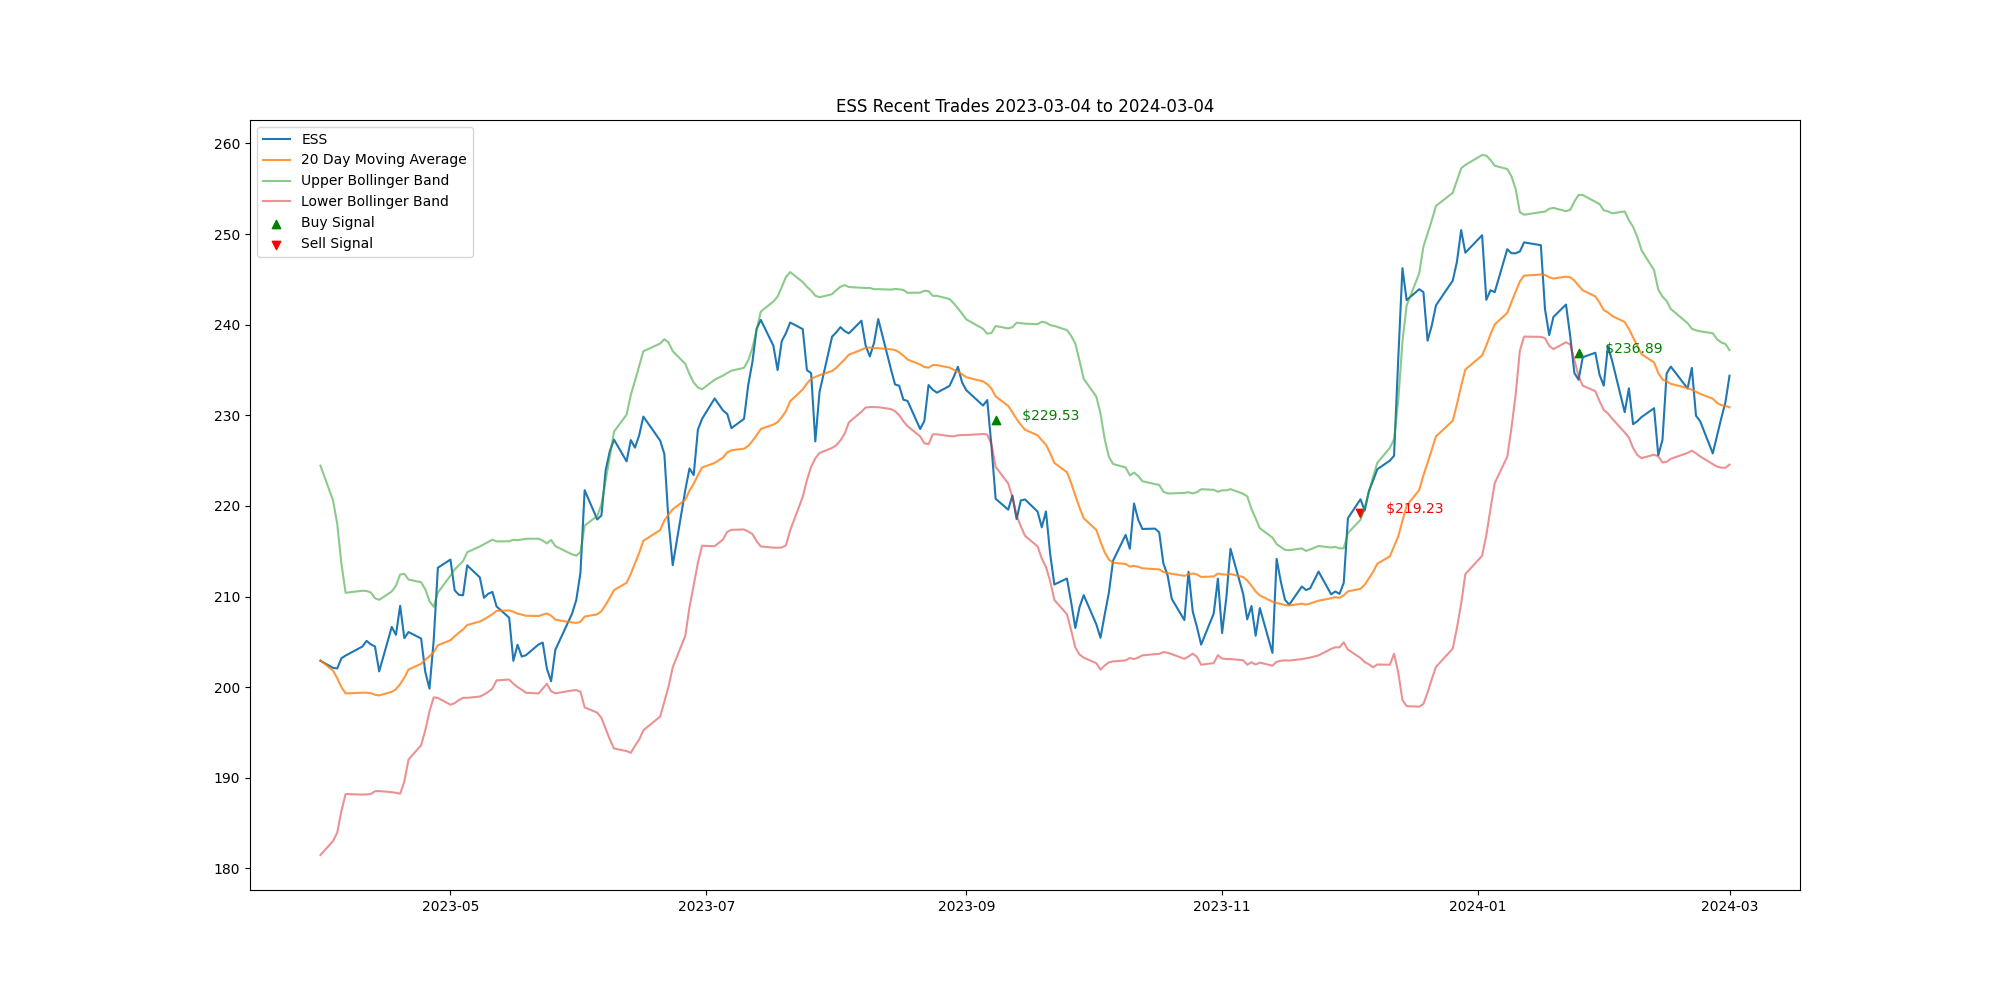 ESS Recent Trades 2023-03-04 to 2024-03-04
260
250
240
230
220
210
200
190
180
ESS
20 Day Moving Average
Upper Bollinger Band
Lower Bollinger Band
Buy Signal
Sell Signal
$236.89
$229.53
$219.23
2023-05
2023-07
2023-09
2023-11
2024-01
2024-03